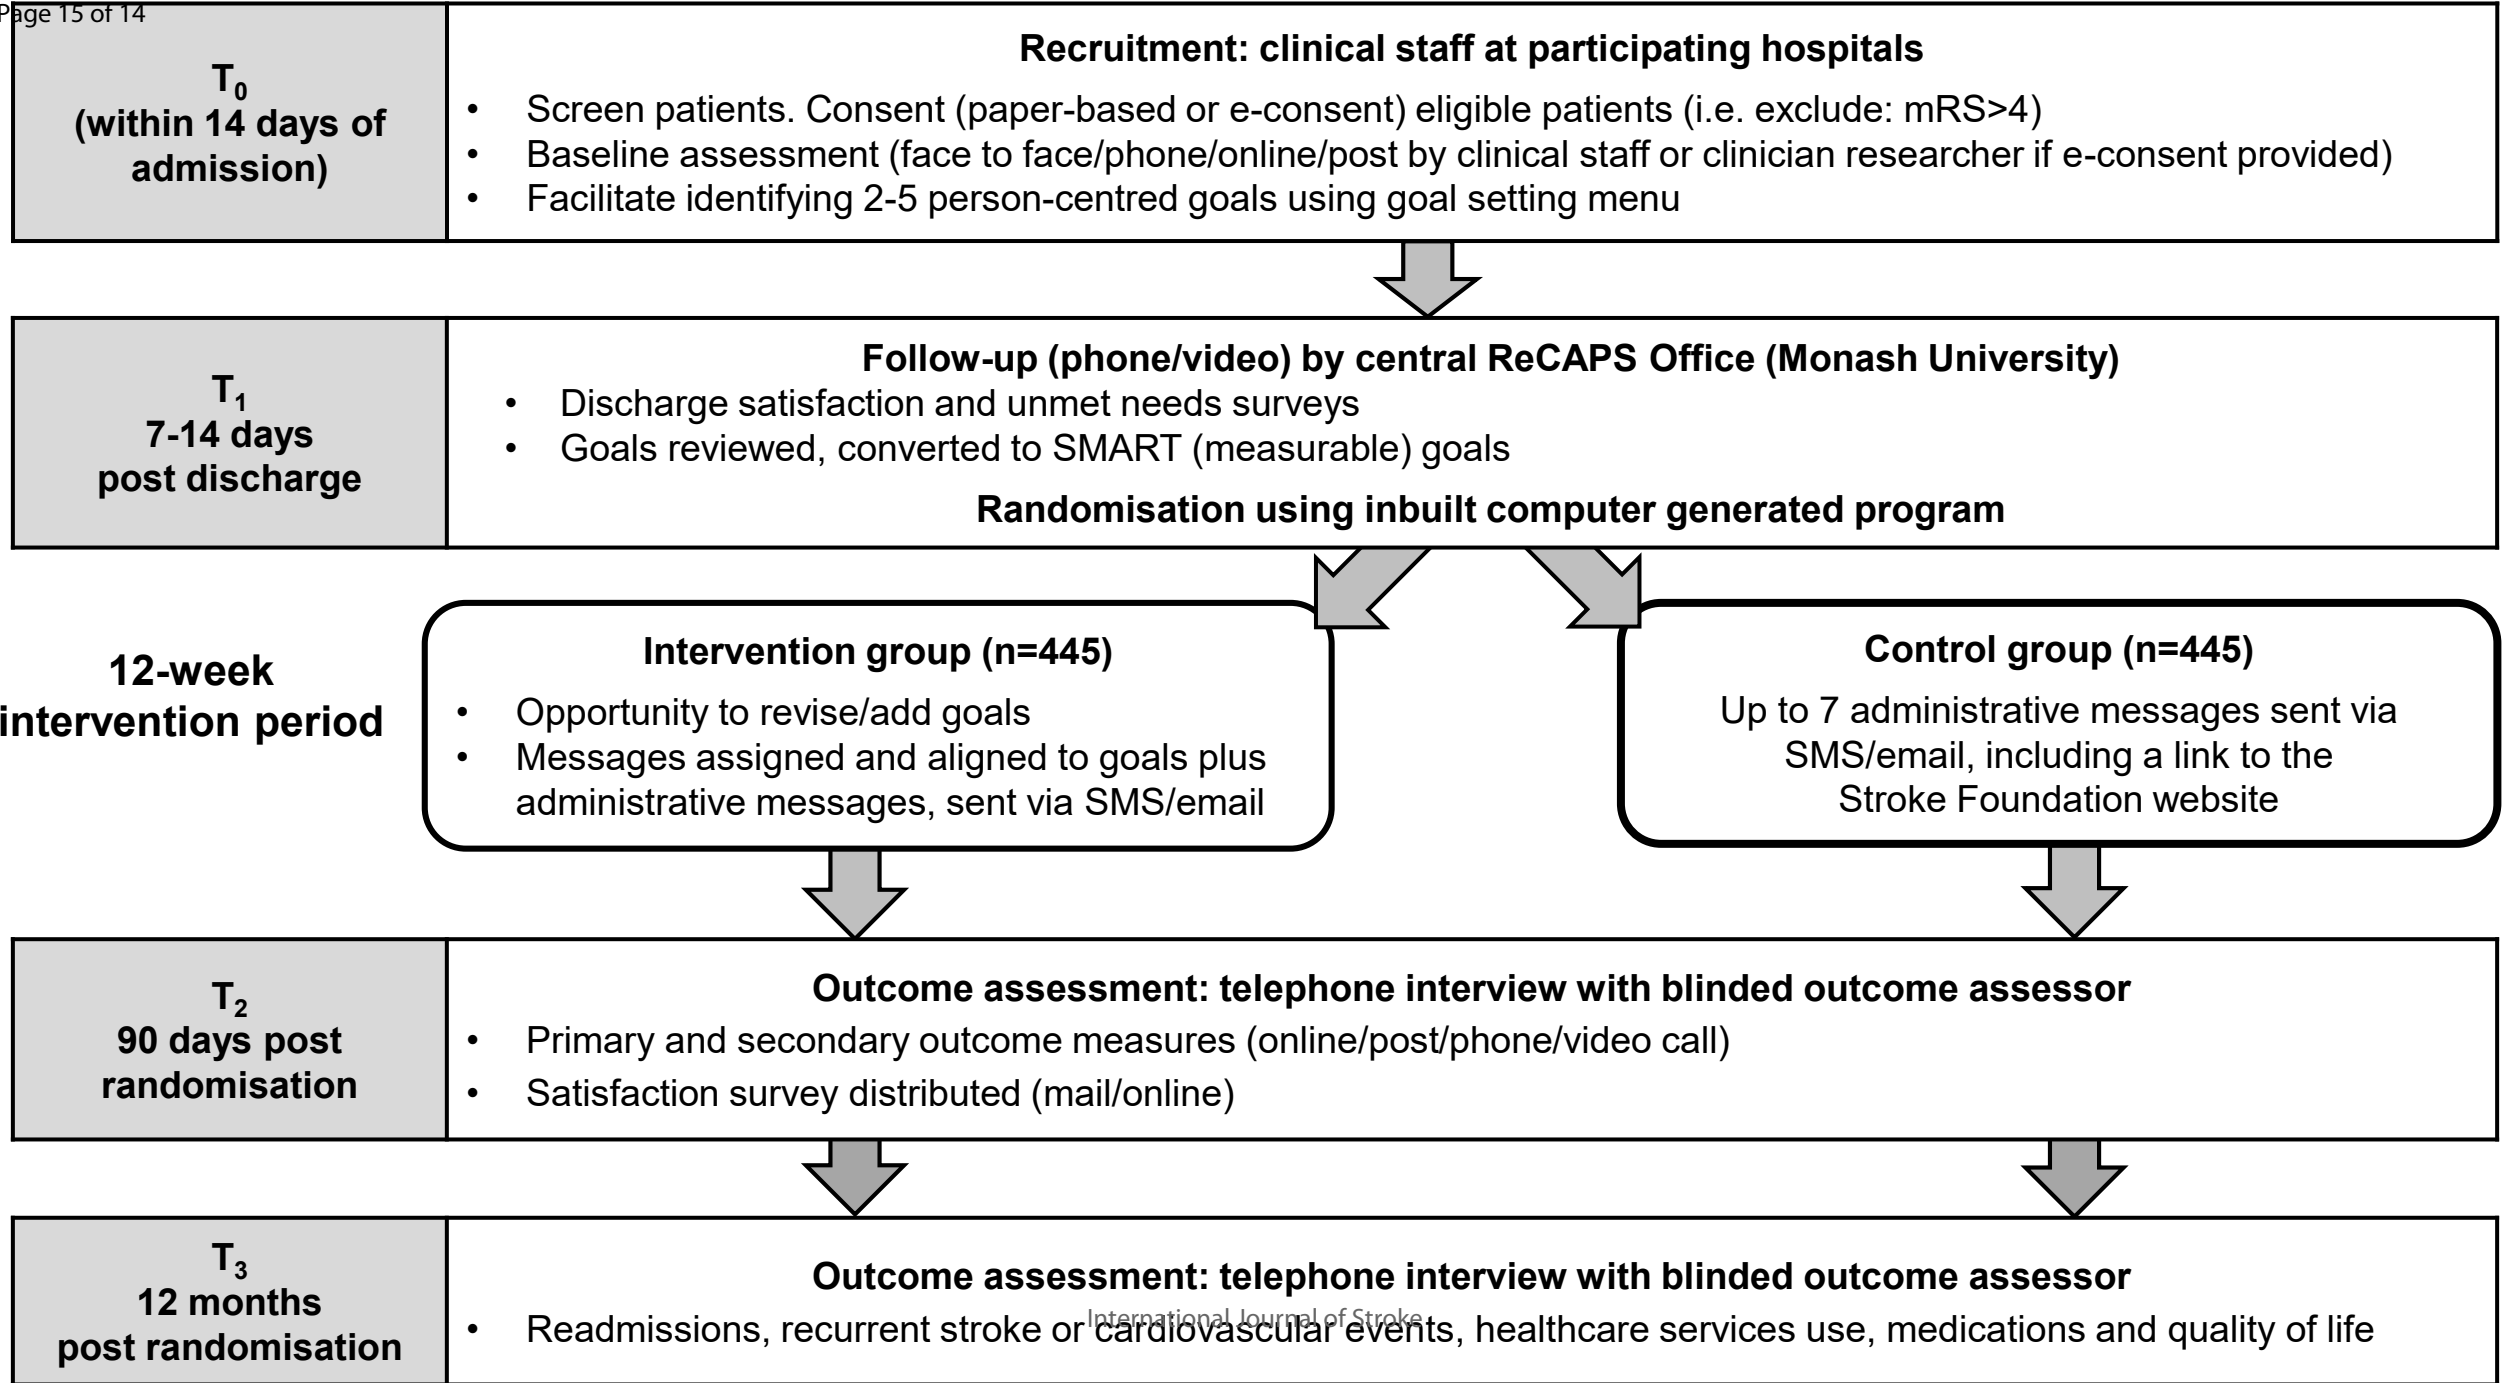 Page 15 of 14
T0
(within 14 days of
admission)
Recruitment: clinical staff at participating hospitals
• Screen patients. Consent (paper-based or e-consent) eligible patients (i.e. exclude: mRS>4)
• Baseline assessment (face to face/phone/online/post by clinical staff or clinician researcher if e-consent provided)
• Facilitate identifying 2-5 person-centred goals using goal setting menu
T1
7-14 days
post discharge
Follow-up (phone/video) by central ReCAPS Office (Monash University)
• Discharge satisfaction and unmet needs surveys
• Goals reviewed, converted to SMART (measurable) goals
Randomisation using inbuilt computer generated program
12-week
intervention period
Intervention group (n=445)
• Opportunity to revise/add goals
• Messages assigned and aligned to goals plus
administrative messages, sent via SMS/email
Control group (n=445)
Up to 7 administrative messages sent via
SMS/email, including a link to the
Stroke Foundation website
T2
90 days post
randomisation
Outcome assessment: telephone interview with blinded outcome assessor
• Primary and secondary outcome measures (online/post/phone/video call)
• Satisfaction survey distributed (mail/online)
T3
12 months
post randomisation
Outcome assessment: telephone interview with blinded outcome assessor
International Journal of Stroke
• Readmissions, recurrent stroke or cardiovascular events, healthcare services use, medications and quality of life